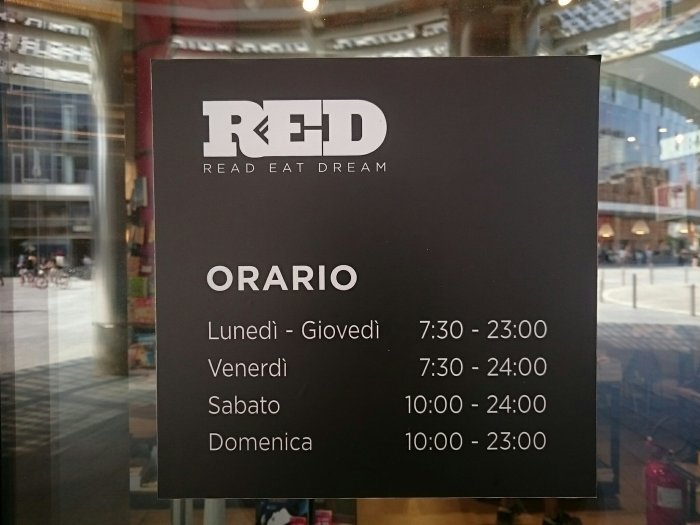 RED
READ EAT DREAM
ORARIO
Lunedì - Giovedì 7:30 - 23:00
Venerdì 7:30 - 24:00
Sabato 10:00 - 24:00
Domenica 10:00 - 23:00